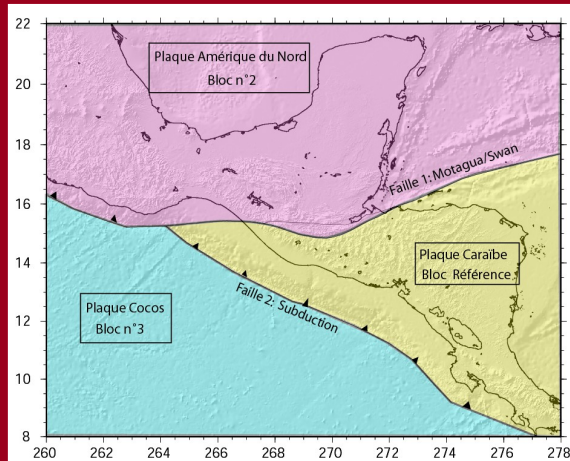 22
20
18
16
14
12
10
8
Plaque Amérique du Nord
Bloc n°2
Faille 1: Motagua/Swan
Plaque Caraïbe
Bloc Référence
Plaque Cocos
Bloc n°3
Faille 2: Subduction
260 262 264 266 268 270 272 274 276 278